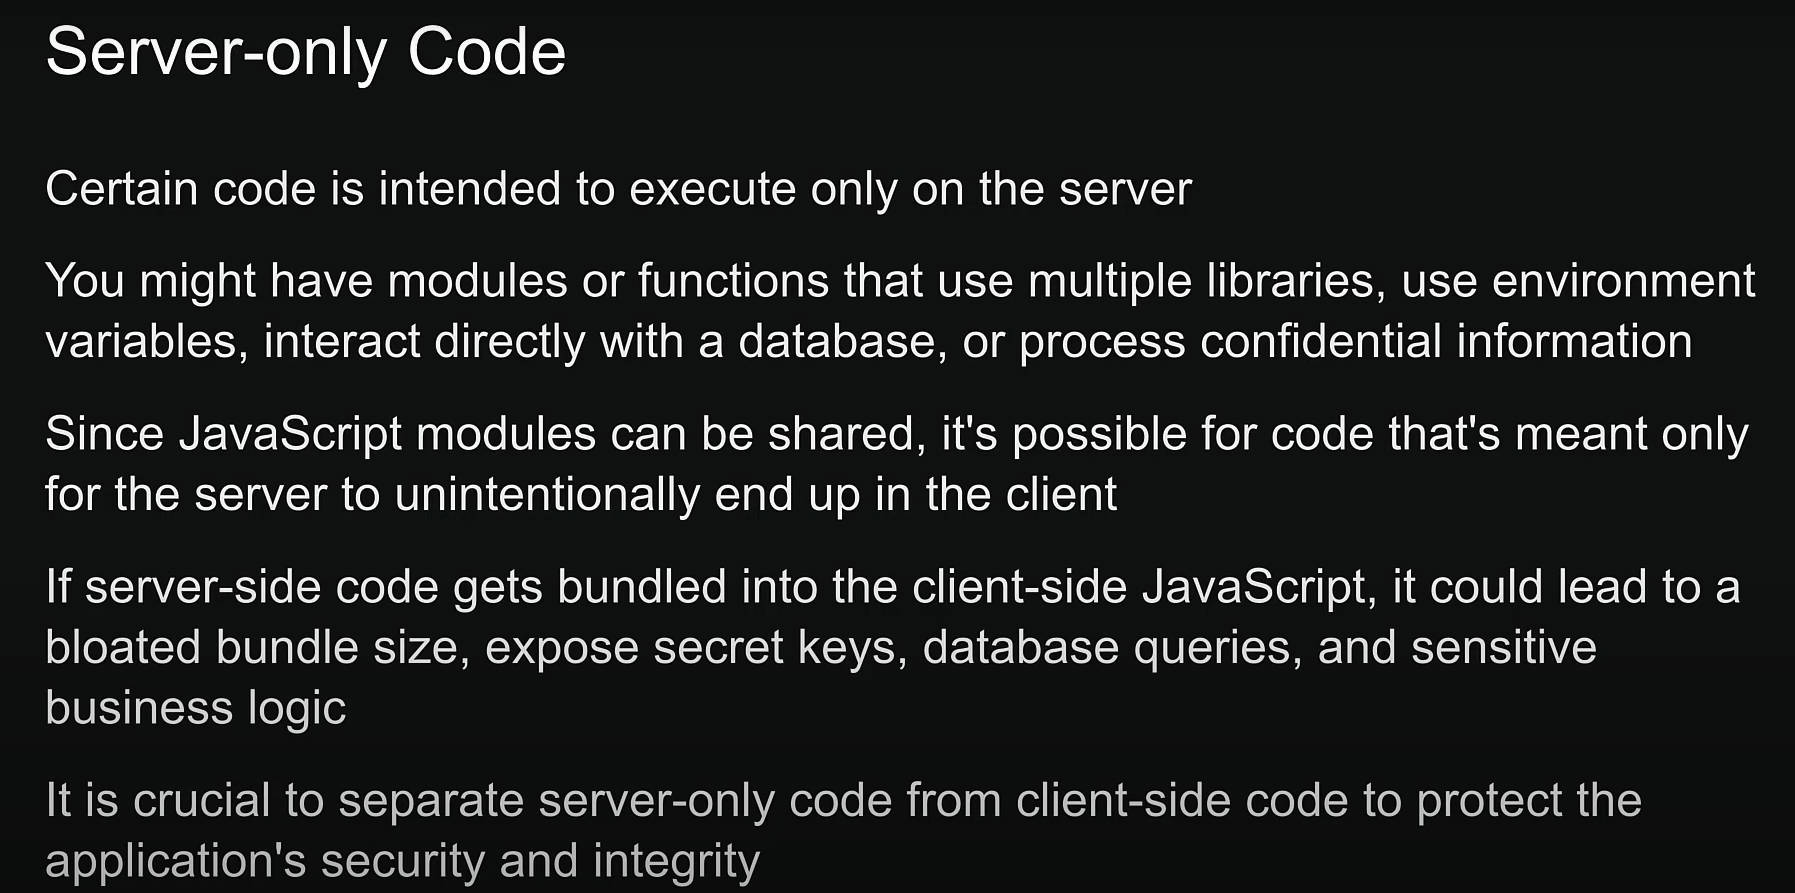 Server-only Code
Certain code is intended to execute only on the server
You might have modules or functions that use multiple libraries, use environment
variables, interact directly with a database, or process confidential information
Since JavaScript modules can be shared, it's possible for code that's meant only
for the server to unintentionally end up in the client
If server-side code gets bundled into the client-side JavaScript, it could lead to a
bloated bundle size, expose secret keys, database queries, and sensitive
business logic
It is crucial to separate server-only code from client-side code to protect the
application's security and integrity